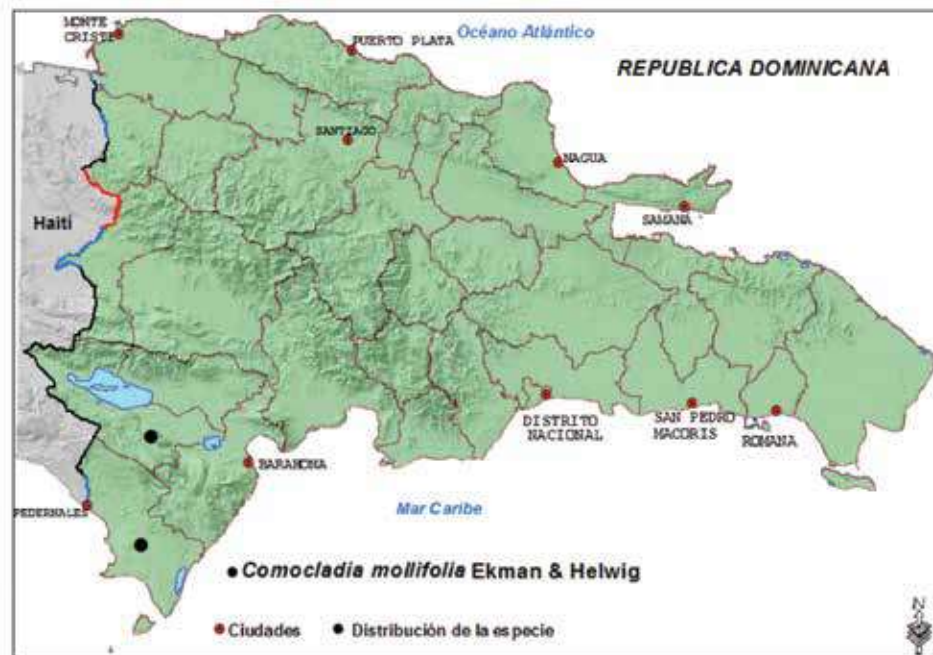 MONTE
CRISTI
Océano Atlántico
PUERTO PLATA
REPUBLICA DOMINICANA
SANTIAGO
NAGUA
Haití
SAMANA
DISTRITO
NACIONAL
SAN PEDRO
MACORIS
LA
ROMANA
BARAHONA
PEDERNALES
Mar Caribe
Comocladia mollifolia Ekman & Helwig
Ciudades
Distribución de la especie
N